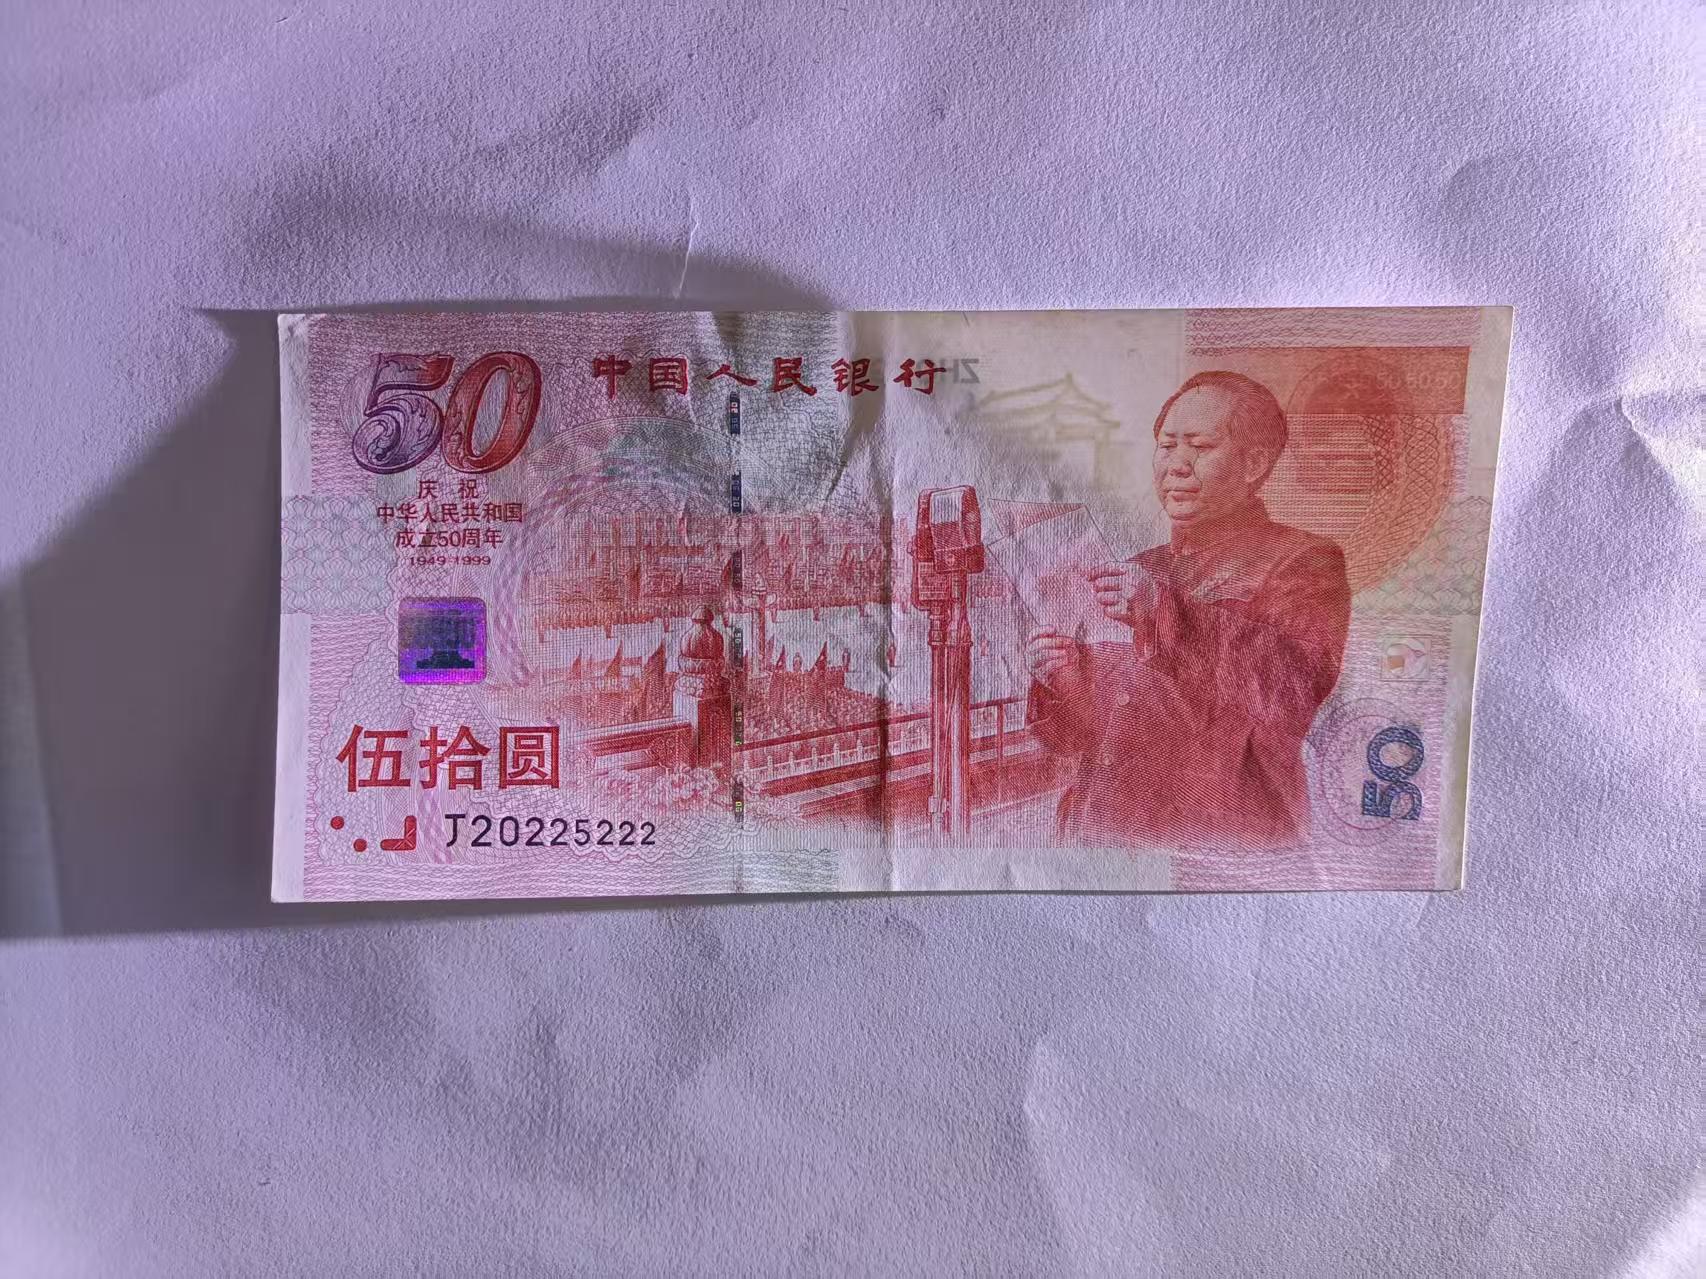 50
中国人民银行
庆祝
中华人民共和国
成立50周年
1949-1999
伍拾圆
J20225222
50